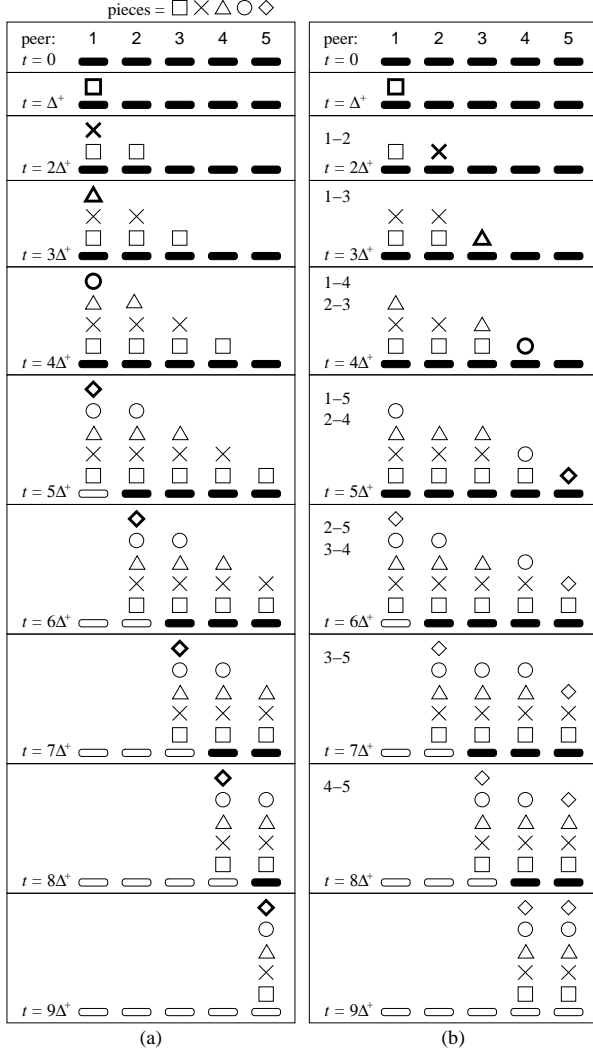 pieces = □ × △ ○ ◇
peer: 1 2 3 4 5
t = 0
t = Δ⁺
t = 2Δ⁺
t = 3Δ⁺
t = 4Δ⁺
t = 5Δ⁺
t = 6Δ⁺
t = 7Δ⁺
t = 8Δ⁺
t = 9Δ⁺
(a)
peer: 1 2 3 4 5
t = 0
t = Δ⁺
1–2
t = 2Δ⁺
1–3
t = 3Δ⁺
1–4
2–3
t = 4Δ⁺
1–5
2–4
t = 5Δ⁺
2–5
3–4
t = 6Δ⁺
3–5
t = 7Δ⁺
4–5
t = 8Δ⁺
t = 9Δ⁺
(b)